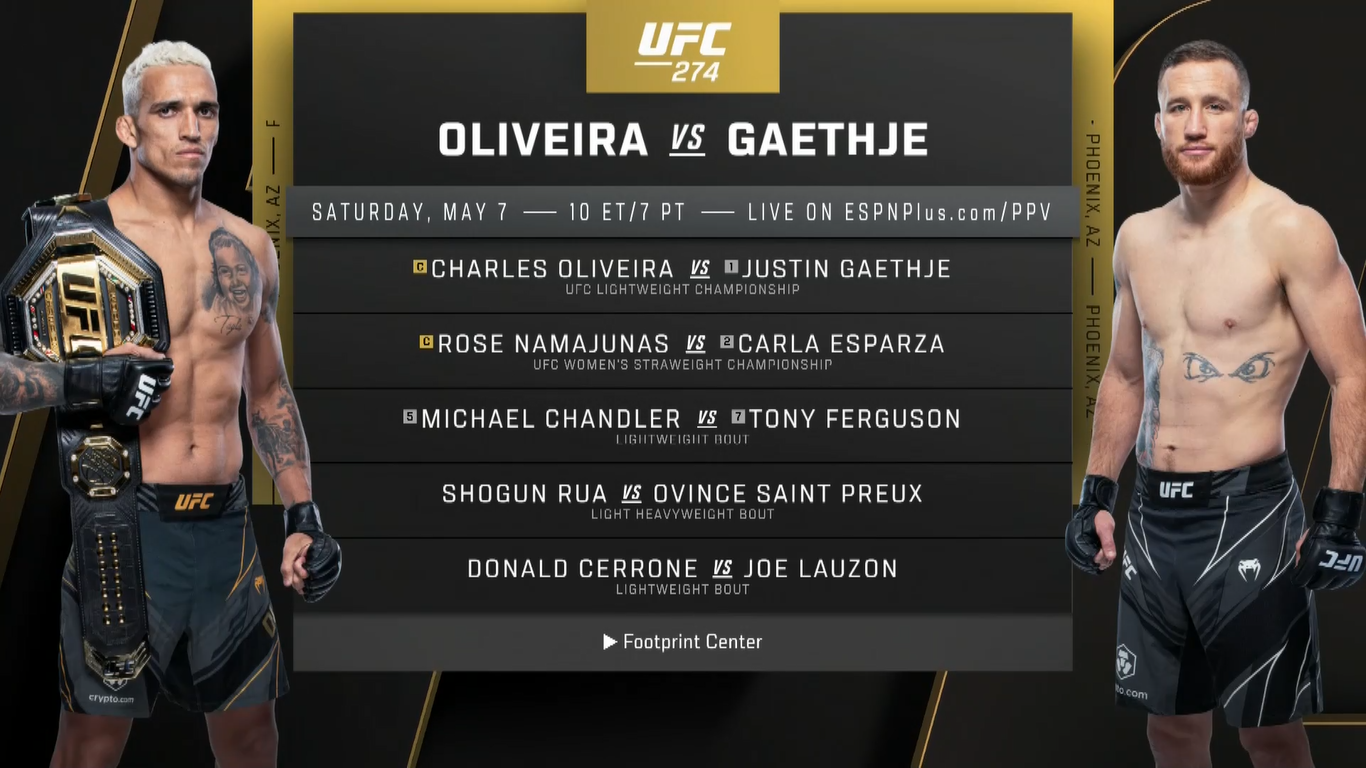 UFC
274
OLIVEIRA VS GAETHJE
SATURDAY, MAY 7 — 10 ET/7 PT — LIVE ON ESPNPlus.com/PPV
C CHARLES OLIVEIRA VS 1 JUSTIN GAETHJE
UFC LIGHTWEIGHT CHAMPIONSHIP
C ROSE NAMAJUNAS VS 2 CARLA ESPARZA
UFC WOMEN'S STRAWEIGHT CHAMPIONSHIP
5 MICHAEL CHANDLER VS 7 TONY FERGUSON
LIGHTWEIGHT BOUT
SHOGUN RUA VS OVINCE SAINT PREUX
LIGHT HEAVYWEIGHT BOUT
DONALD CERRONE VS JOE LAUZON
LIGHTWEIGHT BOUT
Footprint Center
NIX, AZ — F
- PHOENIX, AZ — PHOENIX, AZ
UFC
UFC
UFC
crypto.com
UFC
UFC
UFC
to.com